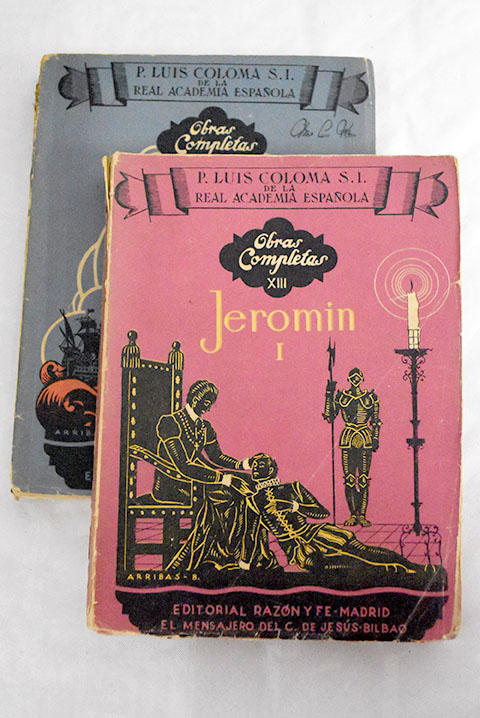 P. LUIS COLOMA S.I.
DE LA
REAL ACADEMIA ESPAÑOLA
Obras
Completas
ARRIBAS
E
P. LUIS COLOMA S.I.
DE LA
REAL ACADEMIA ESPAÑOLA
Obras
Completas
XIII
Jeromin
I
ARRIBAS-B.
EDITORIAL RAZÓN Y FE-MADRID
EL MENSAJERO DEL C. DE JESÚS-BILBAO